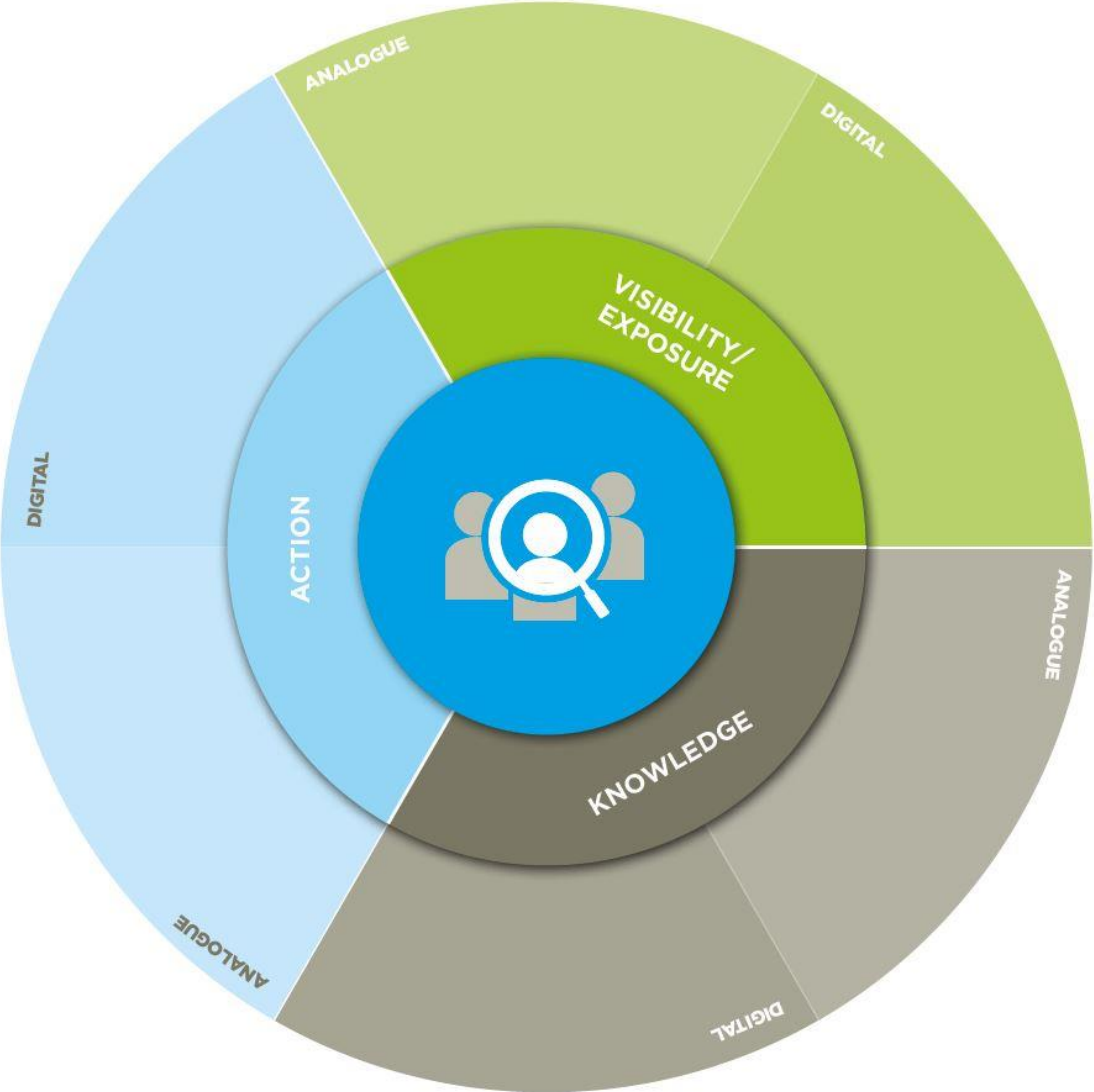 ANALOGUE
DIGITAL
VISIBILITY/
EXPOSURE
DIGITAL
ACTION
ANALOGUE
KNOWLEDGE
ANALOGUE
DIGITAL